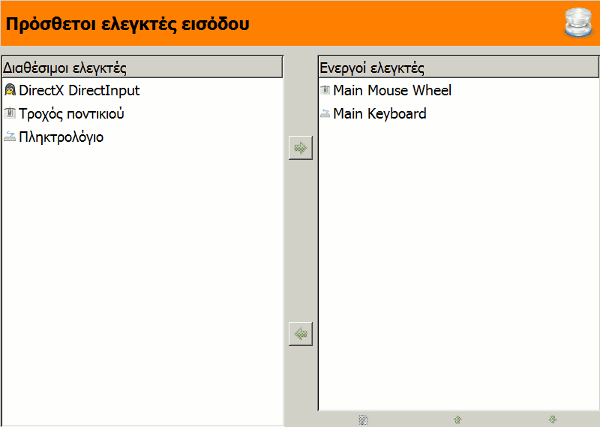 Πρόσθετοι ελεγκτές εισόδου
Διαθέσιμοι ελεγκτές
DirectX DirectInput
Τροχός ποντικιού
Πληκτρολόγιο
Ενεργοί ελεγκτές
Main Mouse Wheel
Main Keyboard